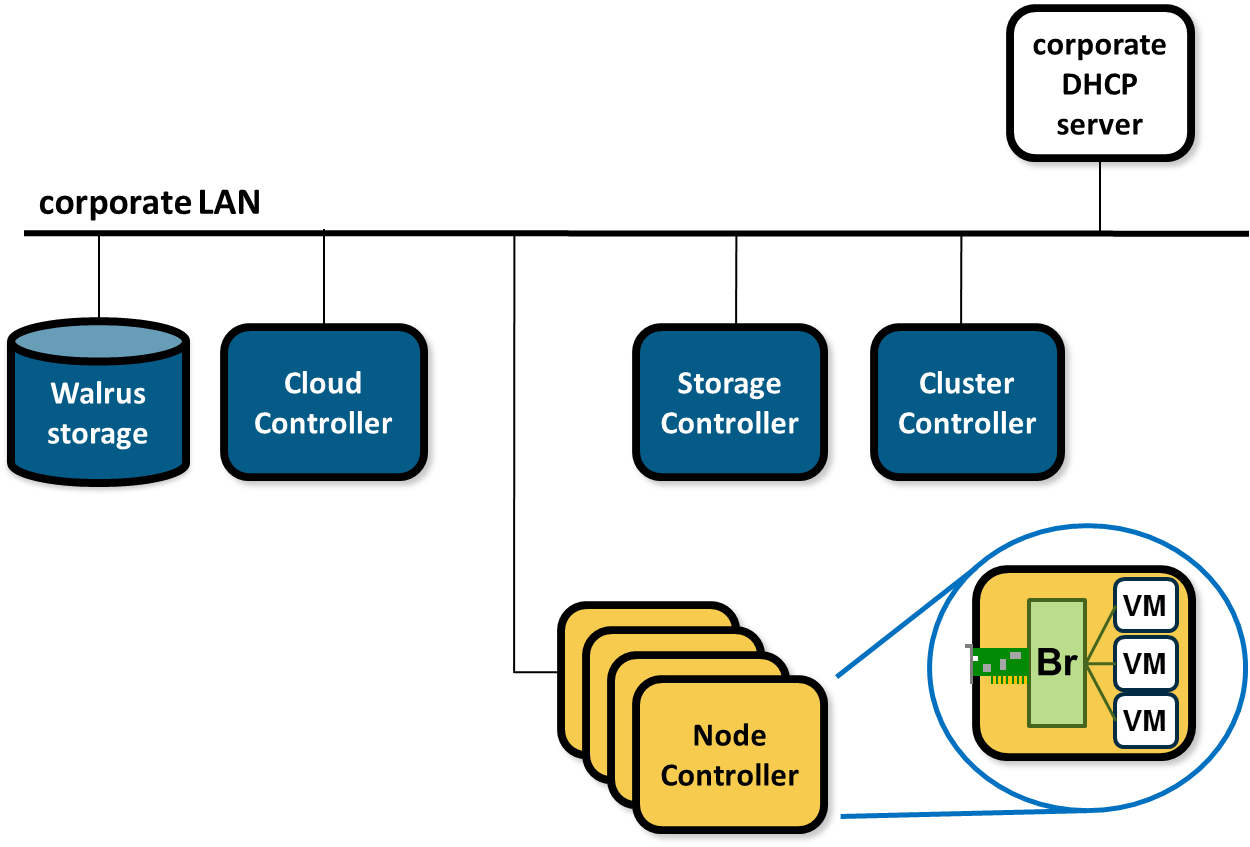 corporate
DHCP
server
corporate LAN
Walrus
storage
Cloud
Controller
Storage
Controller
Cluster
Controller
Node
Controller
Br
VM
VM
VM